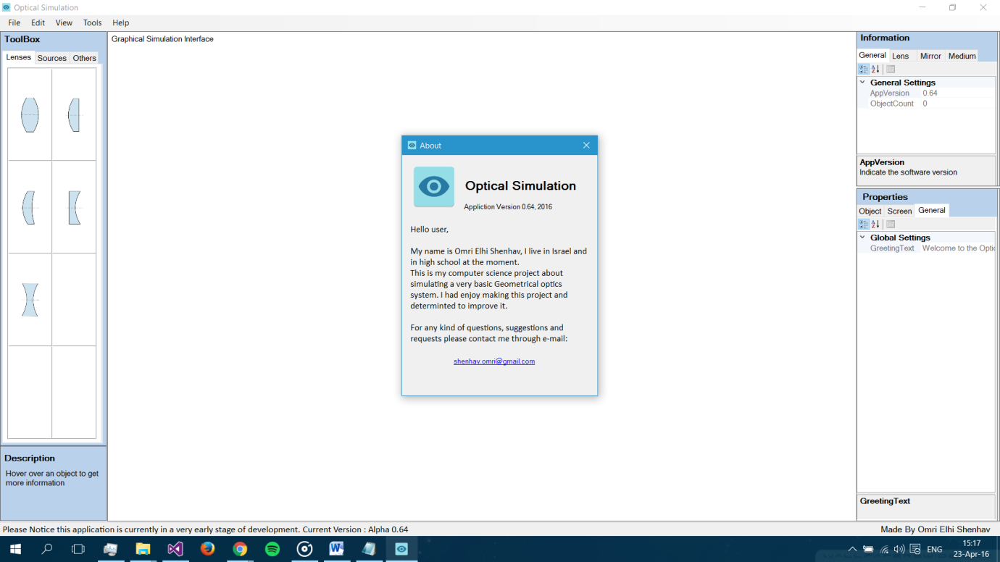 Optical Simulation
File Edit View Tools Help
ToolBox
Lenses Sources Others
Description
Hover over an object to get
more information
Graphical Simulation Interface
About
Optical Simulation
Appliction Version 0.64, 2016
Hello user,
My name is Omri Elhi Shenhav, I live in Israel and
in high school at the moment.
This is my computer science project about
simulating a very basic Geometrical optics
system. I had enjoy making this project and
determinted to improve it.
For any kind of questions, suggestions and
requests please contact me through e-mail:
shenhav.omri@gmail.com
Information
General Lens Mirror Medium
General Settings
AppVersion 0.64
ObjectCount 0
AppVersion
Indicate the software version
Properties
Object Screen General
Global Settings
GreetingText Welcome to the Optic
GreetingText
Please Notice this application is currently in a very early stage of development. Current Version : Alpha 0.64
Made By Omri Elhi Shenhav
ENG
15:17
23-Apr-16